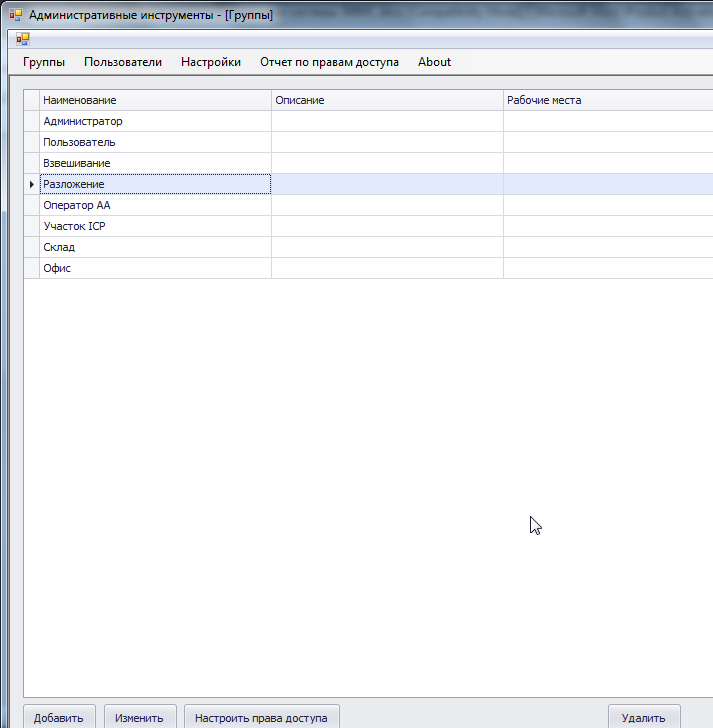 Административные инструменты - [Группы]
Группы Пользователи Настройки Отчет по правам доступа About
Наименование Описание Рабочие места
Администратор
Пользователь
Взвешивание
Разложение
Оператор АА
Участок ICP
Склад
Офис
Добавить Изменить Настроить права доступа Удалить